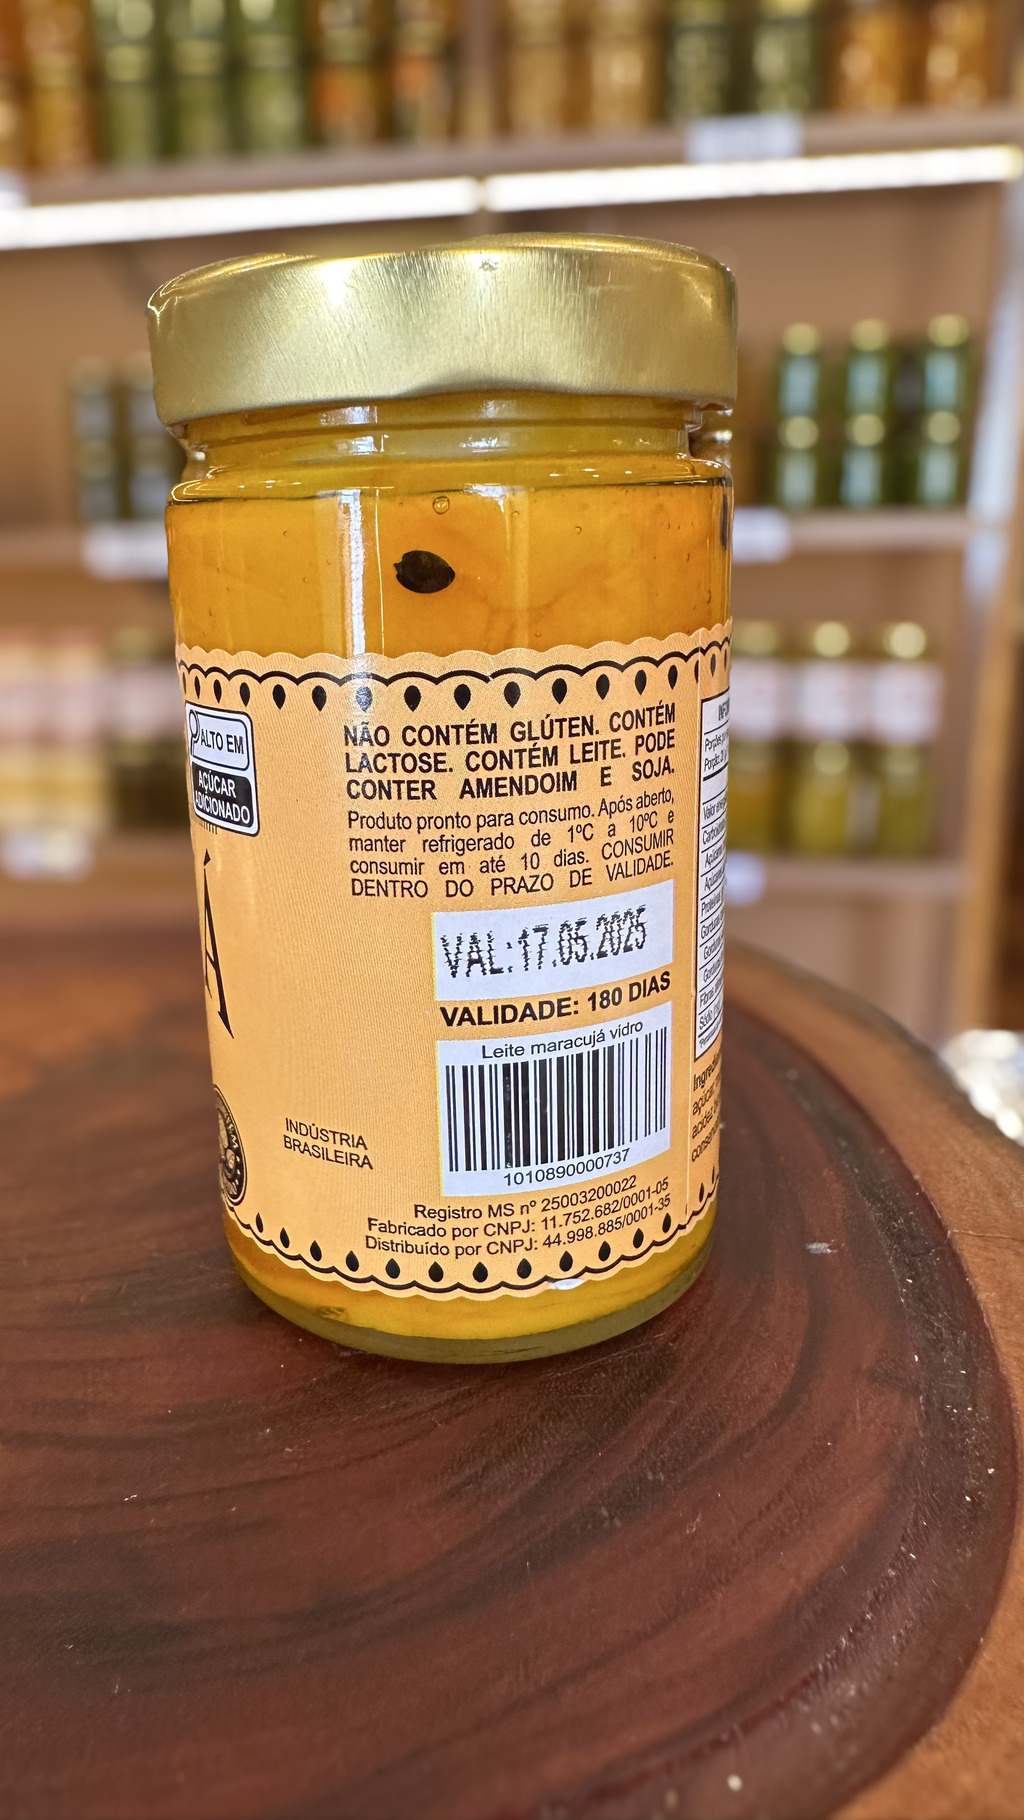 ALTO EM
AÇÚCAR
ADICIONADO
Á
INDÚSTRIA
BRASILEIRA
NÃO CONTÉM GLÚTEN. CONTÉM
LACTOSE. CONTÉM LEITE. PODE
CONTER AMENDOIM E SOJA.
Produto pronto para consumo. Após aberto,
manter refrigerado de 1ºC a 10ºC e
consumir em até 10 dias. CONSUMIR
DENTRO DO PRAZO DE VALIDADE.
VAL:17.05.2025
VALIDADE: 180 DIAS
Leite maracujá vidro
1010890000737
Registro MS nº 25003200022
Fabricado por CNPJ: 11.752.682/0001-05
Distribuído por CNPJ: 44.998.885/0001-35